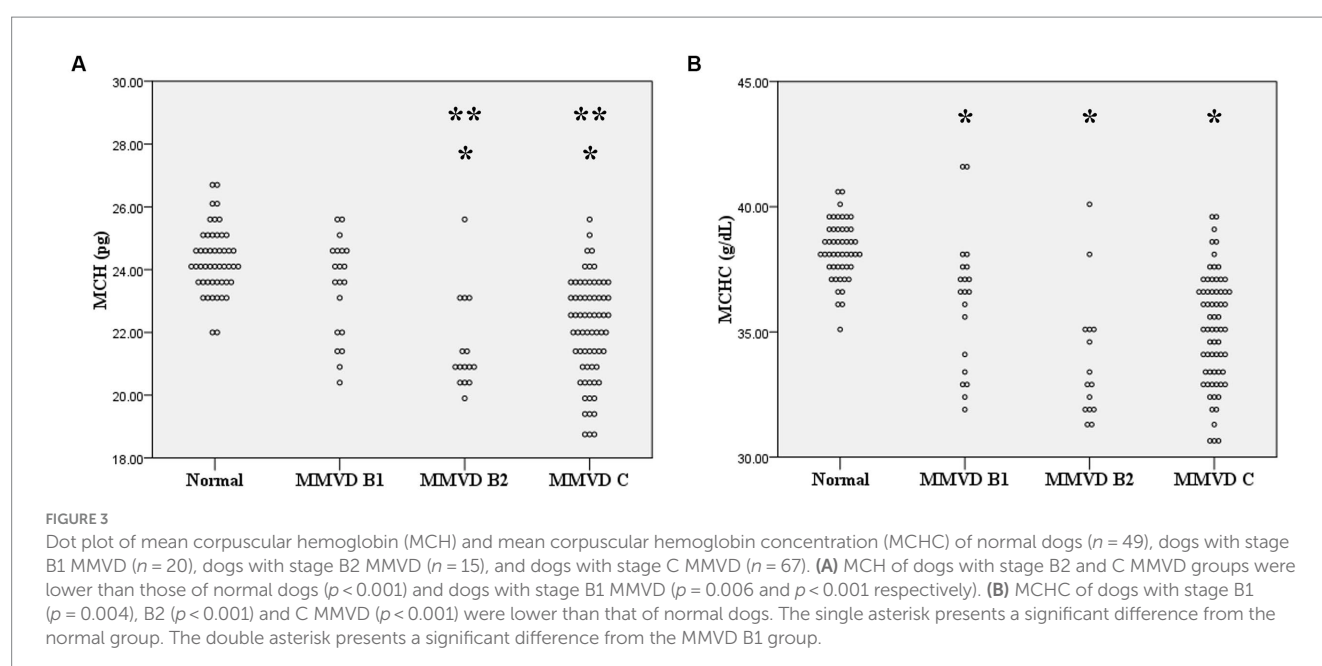 A
B
30.00
28.00
26.00
24.00
22.00
20.00
18.00
MCH (pg)
** **
* *
Normal MMVD B1 MMVD B2 MMVD C
45.00
40.00
35.00
30.00
MCHC (g/dL)
* * *
Normal MMVD B1 MMVD B2 MMVD C
FIGURE 3
Dot plot of mean corpuscular hemoglobin (MCH) and mean corpuscular hemoglobin concentration (MCHC) of normal dogs (n = 49), dogs with stage
B1 MMVD (n = 20), dogs with stage B2 MMVD (n = 15), and dogs with stage C MMVD (n = 67). (A) MCH of dogs with stage B2 and C MMVD groups were
lower than those of normal dogs (p < 0.001) and dogs with stage B1 MMVD (p = 0.006 and p < 0.001 respectively). (B) MCHC of dogs with stage B1
(p = 0.004), B2 (p < 0.001) and C MMVD (p < 0.001) were lower than that of normal dogs. The single asterisk presents a significant difference from the
normal group. The double asterisk presents a significant difference from the MMVD B1 group.